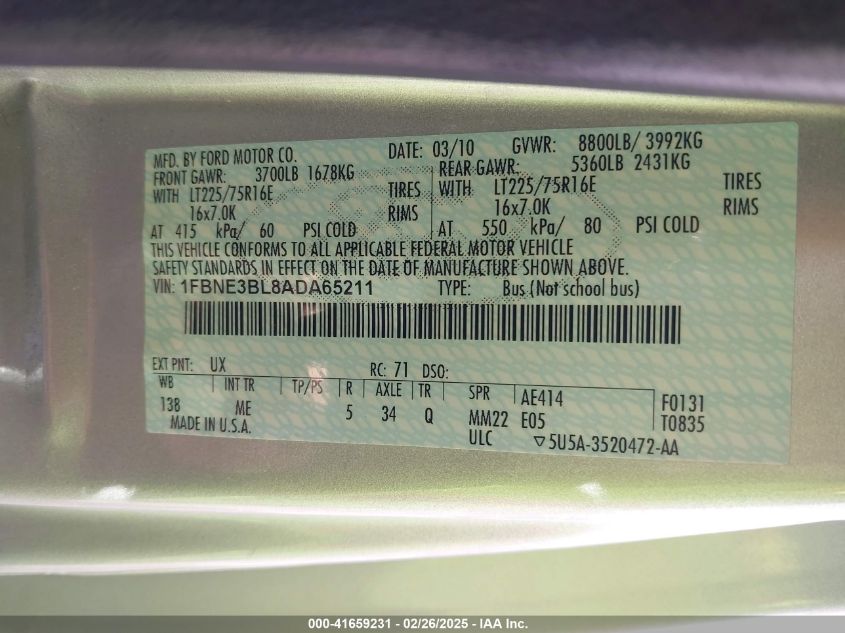 MFD. BY FORD MOTOR CO. DATE: 03/10 GVWR: 8800LB/ 3992KG
FRONT GAWR: 3700LB 1678KG REAR GAWR: 5360LB 2431KG
WITH LT225/75R16E TIRES WITH LT225/75R16E TIRES
16x7.0K RIMS 16x7.0K RIMS
AT 415 kPa/ 60 PSI COLD AT 550 kPa/ 80 PSI COLD
THIS VEHICLE CONFORMS TO ALL APPLICABLE FEDERAL MOTOR VEHICLE
SAFETY STANDARDS IN EFFECT ON THE DATE OF MANUFACTURE SHOWN ABOVE.
VIN: 1FBNE3BL8ADA65211 TYPE: Bus (Not school bus)
EXT PNT: UX RC: 71 DSO:
WB INT TR TP/PS R AXLE TR SPR AE414 F0131
138 ME 5 34 Q MM22 E05 T0835
MADE IN U.S.A. ULC ▽5U5A-3520472-AA
000-41659231 - 02/26/2025 - IAA Inc.